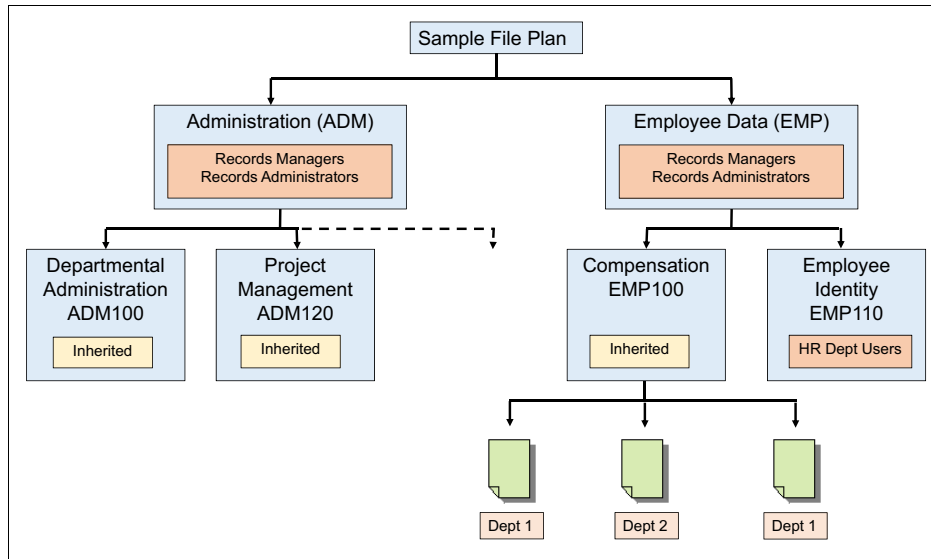 Sample File Plan
Administration (ADM)
Records Managers
Records Administrators
Employee Data (EMP)
Records Managers
Records Administrators
Departmental
Administration
ADM100
Inherited
Project
Management
ADM120
Inherited
Compensation
EMP100
Inherited
Employee
Identity
EMP110
HR Dept Users
Dept 1
Dept 2
Dept 1